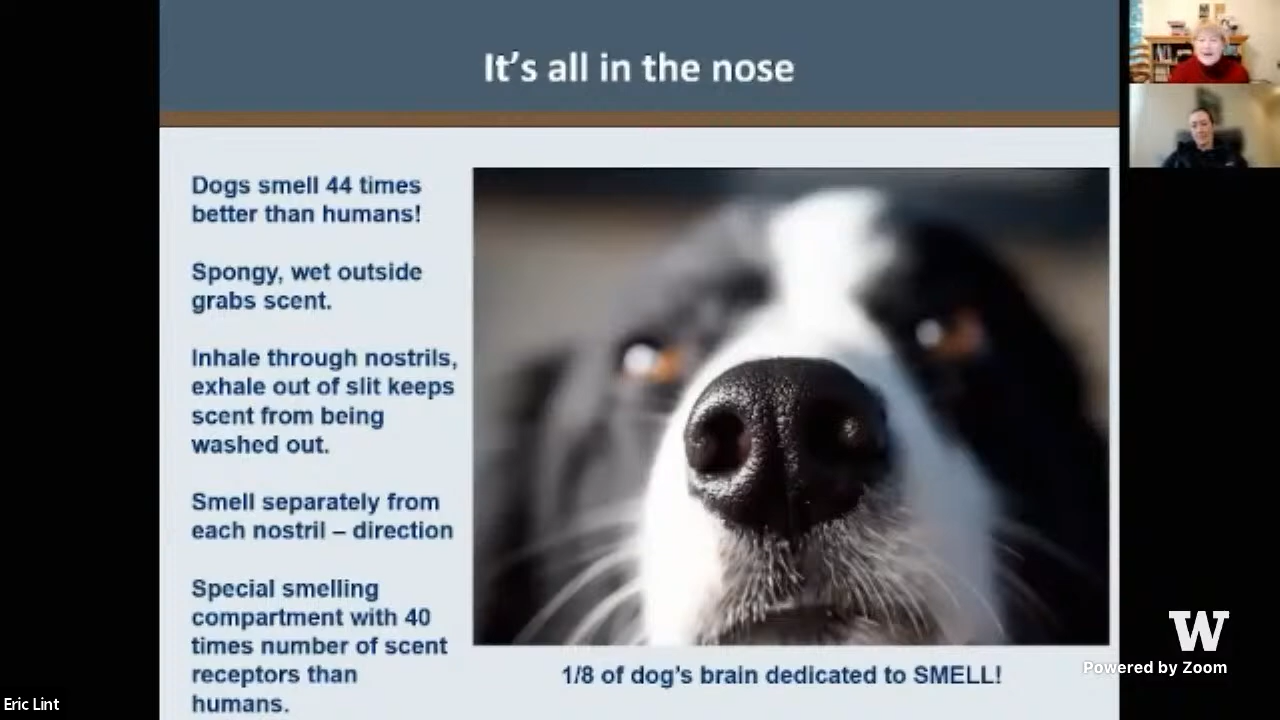 It's all in the nose
Dogs smell 44 times
better than humans!
Spongy, wet outside
grabs scent.
Inhale through nostrils,
exhale out of slit keeps
scent from being
washed out.
Smell separately from
each nostril – direction
Special smelling
compartment with 40
times number of scent
receptors than
humans.
1/8 of dog's brain dedicated to SMELL!
W
Powered by Zoom
Eric Lint